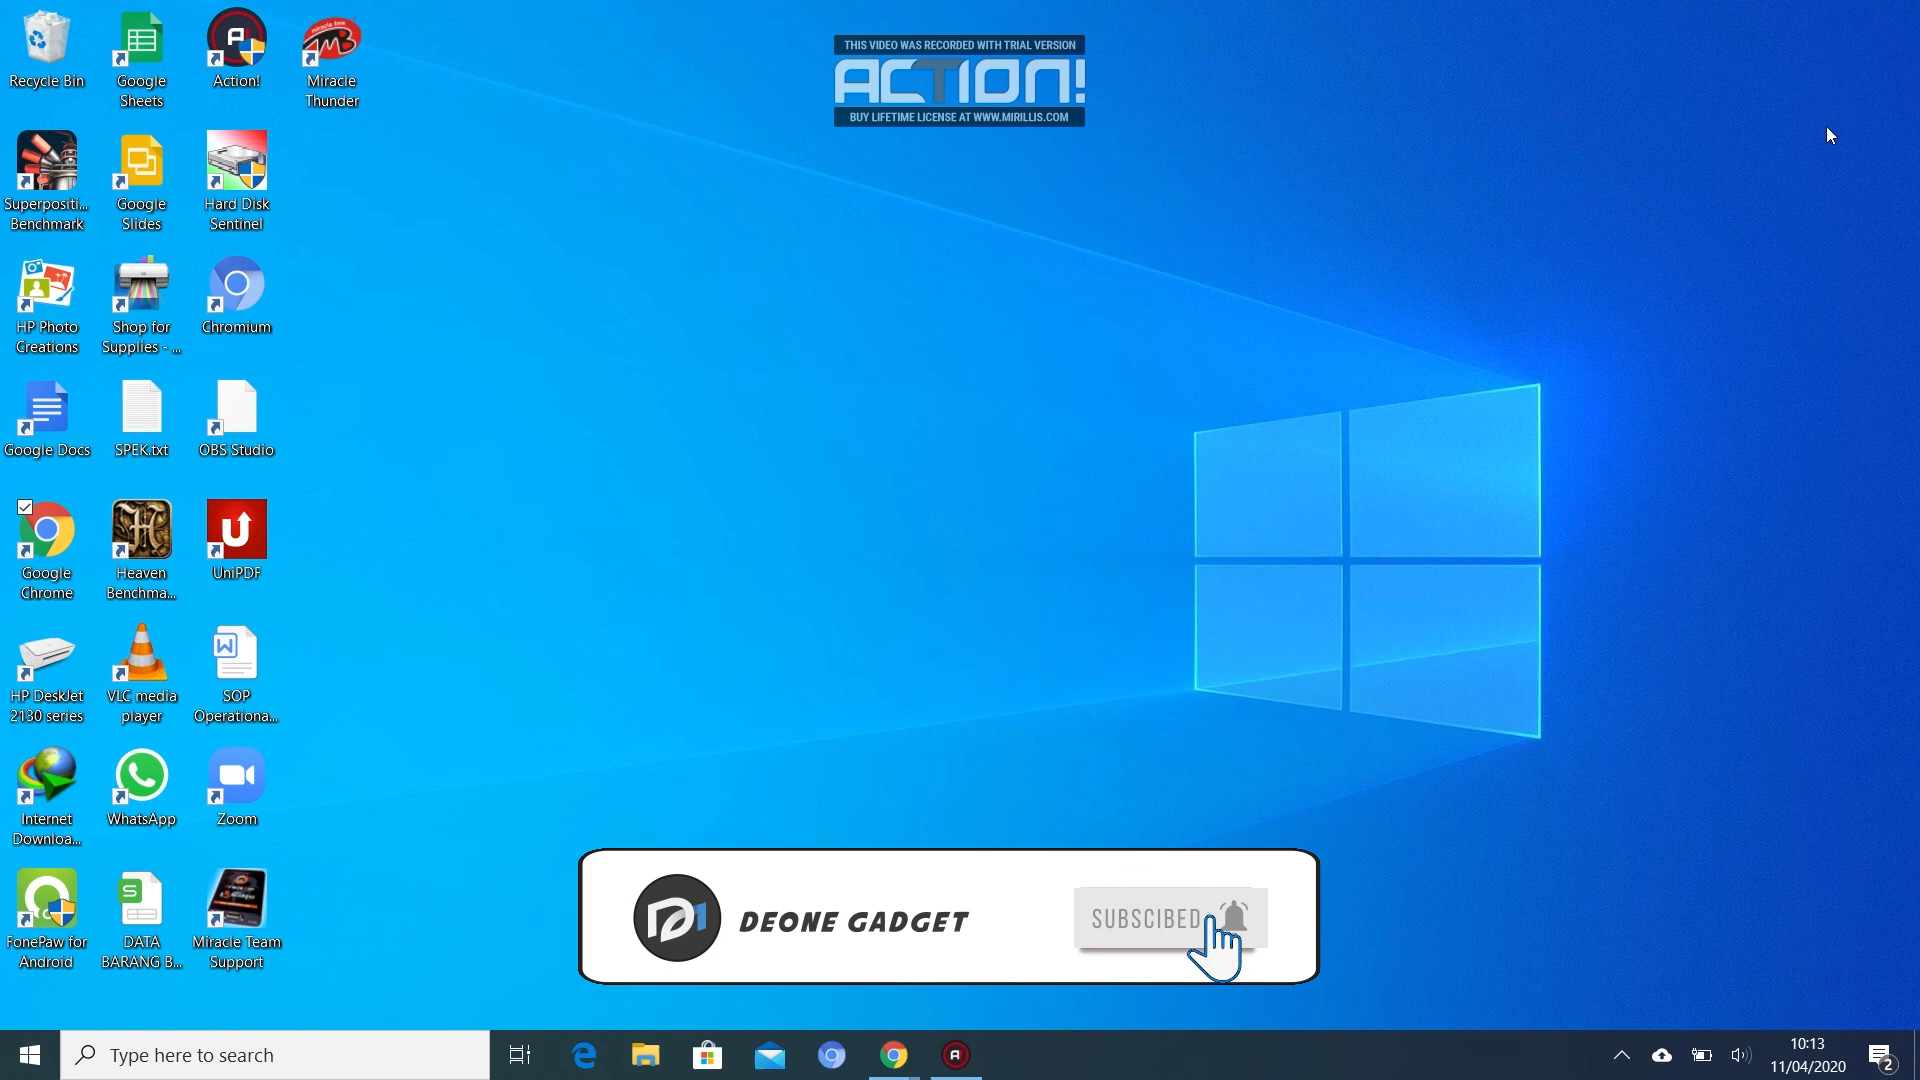 Recycle Bin
Google
Sheets
Action!
Miracle
Thunder
THIS VIDEO WAS RECORDED WITH TRIAL VERSION
ACTION!
BUY LIFETIME LICENSE AT WWW.MIRILLIS.COM
Superpositi...
Benchmark
Google
Slides
Hard Disk
Sentinel
HP Photo
Creations
Shop for
Supplies - ...
Chromium
Google Docs
SPEK.txt
OBS Studio
Google
Chrome
Heaven
Benchma...
UniPDF
HP DeskJet
2130 series
VLC media
player
SOP
Operationa...
Internet
Downloa...
WhatsApp
Zoom
FonePaw for
Android
DATA
BARANG B...
Miracle Team
Support
DEONE GADGET
SUBSCIBED
Type here to search
10:13
11/04/2020
2